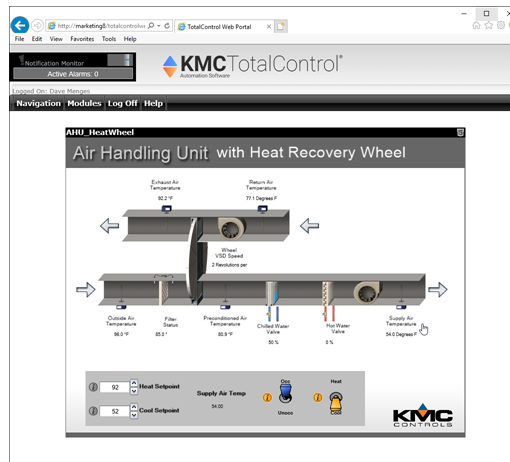 http://marketing8/totalcontrolw
TotalControl Web Portal
File Edit View Favorites Tools Help
Notification Monitor
Active Alarms: 0
KMC TotalControl®
Automation Software
Logged On: Dave Menges
Navigation Modules Log Off Help
AHU_HeatWheel
Air Handling Unit with Heat Recovery Wheel
Exhaust Air
Temperature
92.2 °F
Return Air
Temperature
77.1 Degrees F
Wheel
VSD Speed
2 Revolutions per
Outside Air
Temperature
96.0 °F
Filter
Status
85.0 °
Preconditioned Air
Temperature
80.9 °F
Chilled Water
Valve
50 %
Hot Water
Valve
0 %
Supply Air
Temperature
54.0 Degrees F
92 Heat Setpoint
52 Cool Setpoint
Supply Air Temp
54.00
Occ
Unocc
Heat
Cool
KMC
CONTROLS